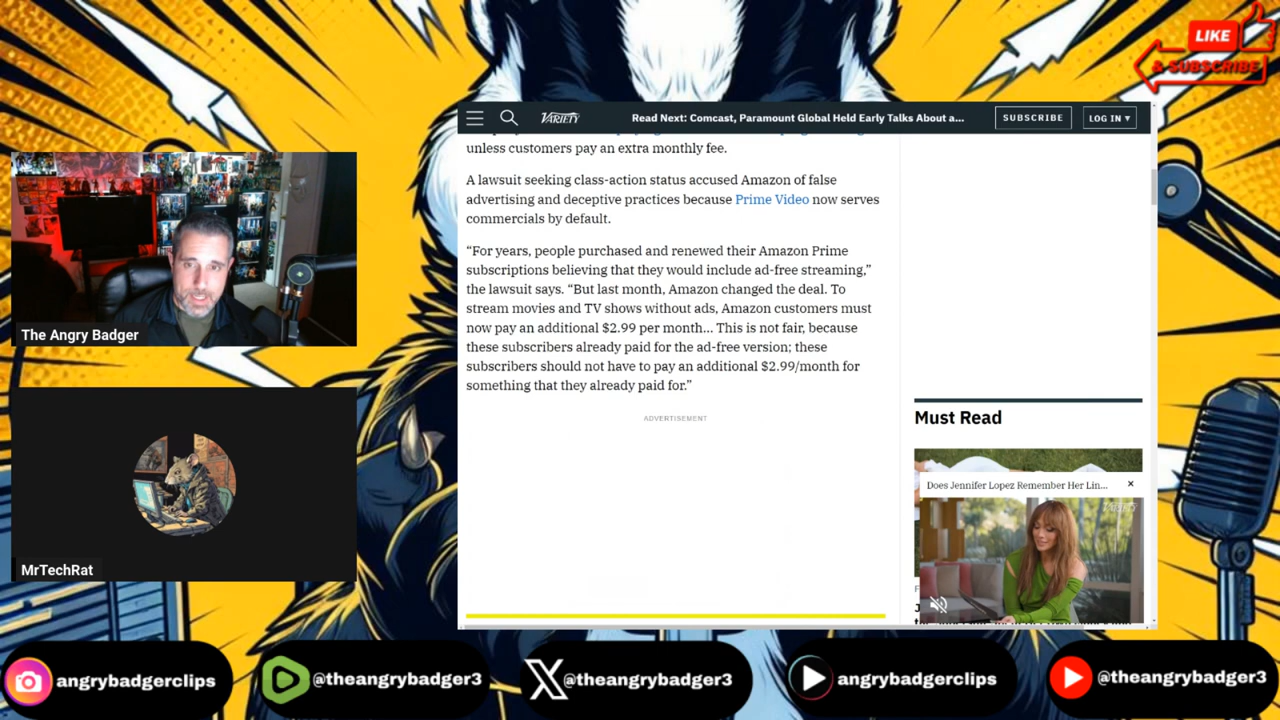 LIKE
& SUBSCRIBE
VARIETY
Read Next: Comcast, Paramount Global Held Early Talks About a...
SUBSCRIBE
LOG IN ▾
unless customers pay an extra monthly fee.
A lawsuit seeking class-action status accused Amazon of false
advertising and deceptive practices because Prime Video now serves
commercials by default.
“For years, people purchased and renewed their Amazon Prime
subscriptions believing that they would include ad-free streaming,”
the lawsuit says. “But last month, Amazon changed the deal. To
stream movies and TV shows without ads, Amazon customers must
now pay an additional $2.99 per month… This is not fair, because
these subscribers already paid for the ad-free version; these
subscribers should not have to pay an additional $2.99/month for
something that they already paid for.”
ADVERTISEMENT
Must Read
Does Jennifer Lopez Remember Her Lin...
VARIETY
The Angry Badger
MrTechRat
angrybadgerclips
@theangrybadger3
@theangrybadger3
angrybadgerclips
@theangrybadger3